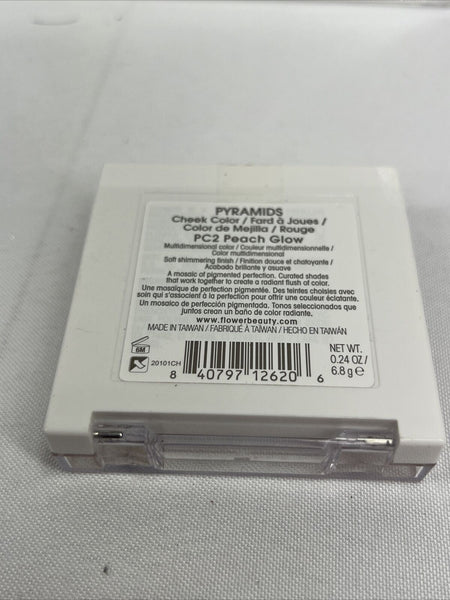 PYRAMIDS
Cheek Color / Fard à Joues /
Color de Mejilla / Rouge
PC2 Peach Glow
Multidimensional color / Couleur multidimensionnelle /
Color multidimensional
Soft shimmering finish / Finition douce et chatoyante /
Acabado brillante y asuave
A mosaic of pigmented perfection. Curated shades
that work together to create a radiant flush of color.
Une mosaïque de perfection pigmentée. Des teintes choisies avec
soin qui s'associent à la perfection pour offrir une couleur éclatante.
Un mosaico de perfección pigmentada. Tonos seleccionados que
juntos crean un baño de color radiante.
www.flowerbeauty.com
MADE IN TAIWAN / FABRIQUÉ À TAÏWAN / HECHO EN TAIWÁN
6M
20101CH
NET WT.
0.24 OZ/
6.8 g e
8 40797 12620 6